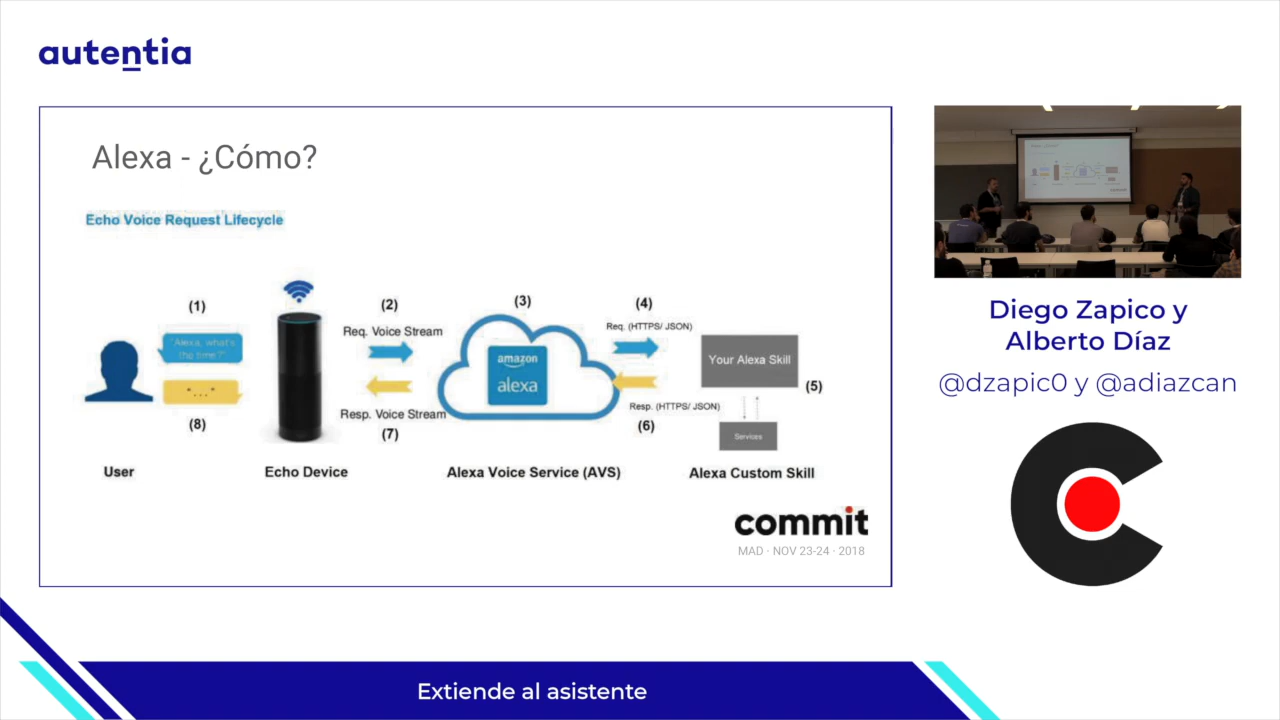 autentia
Alexa - ¿Cómo?
Echo Voice Request Lifecycle
(1)
"Alexa, what's
the time?"
"..."
(8)
User
Echo Device
(2)
Req. Voice Stream
Resp. Voice Stream
(7)
(3)
amazon
alexa
Alexa Voice Service (AVS)
(4)
Req. (HTTPS/ JSON)
Resp. (HTTPS/ JSON)
(6)
Your Alexa Skill
(5)
Services
Alexa Custom Skill
commit
MAD · NOV 23-24 · 2018
Diego Zapico y
Alberto Díaz
@dzapic0 y @adiazcan
Extiende al asistente